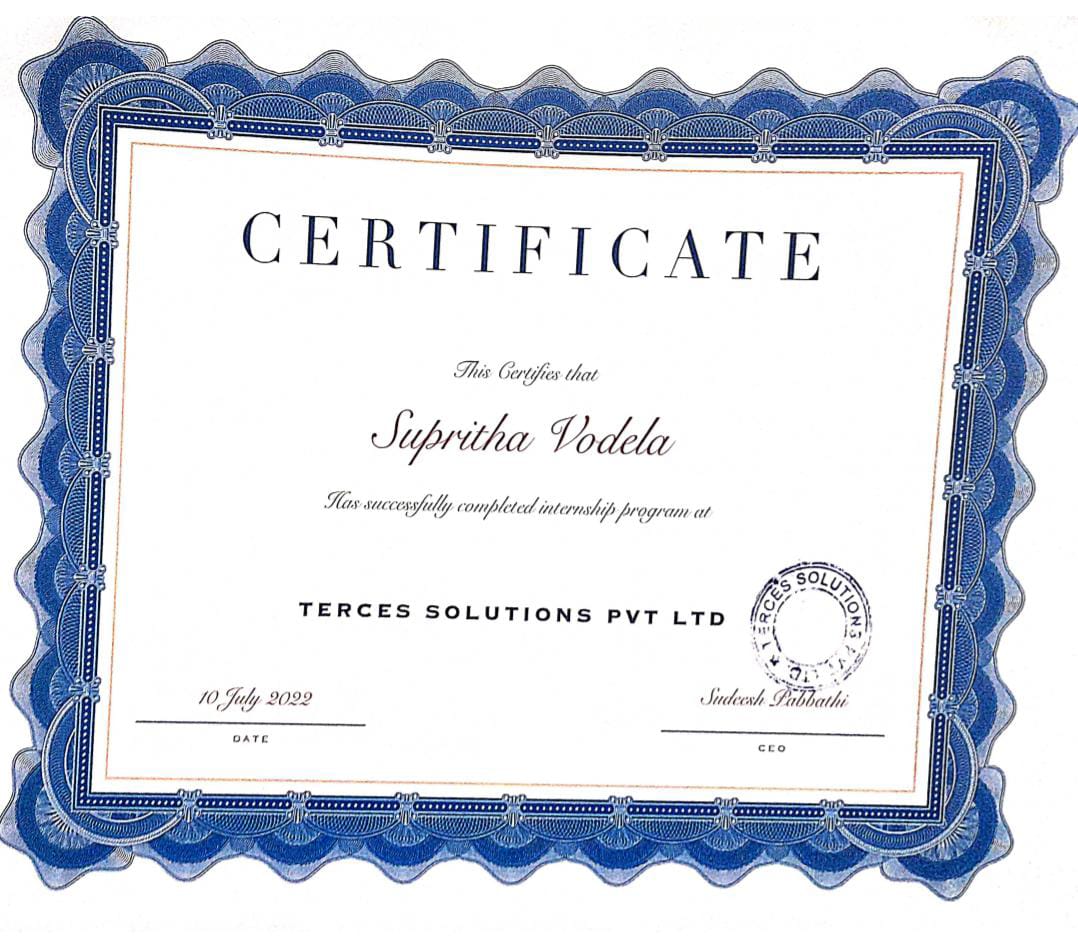 CERTIFICATE
This Certifies that
Supritha Vodela
Has successfully completed internship program at
TERCES SOLUTIONS PVT LTD
TERCES SOLUTIONS PVT. LTD.
10 July 2022
Sudeesh Pabbathi
DATE
CEO